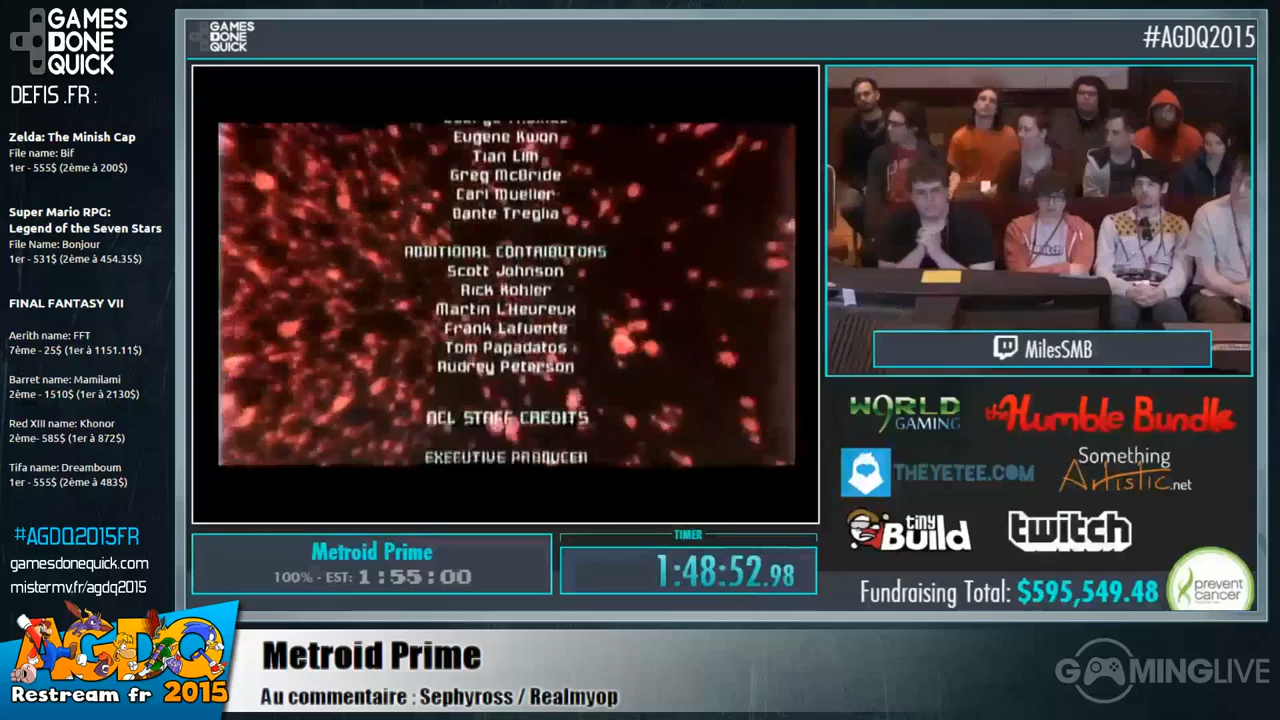 GAMES
DONE
QUICK
DEFIS .FR :
Zelda: The Minish Cap
File name: Bif
1er - 555$ (2ème à 200$)
Super Mario RPG:
Legend of the Seven Stars
File Name: Bonjour
1er - 531$ (2ème à 454.35$)
FINAL FANTASY VII
Aerith name: FFT
7ème - 25$ (1er à 1151.11$)
Barret name: Mamilami
2ème - 1510$ (1er à 2130$)
Red XIII name: Khonor
2ème- 585$ (1er à 872$)
Tifa name: Dreamboum
1er - 555$ (2ème à 483$)
#AGDQ2015FR
gamesdonequick.com
mistermv.fr/agdq2015
AGDQ
Restream fr 2015
GAMES
DONE
QUICK
#AGDQ2015
George Thomas
Eugene Kwon
Tian Lim
Greg McBride
Carl Mueller
Dante Treglia
ADDITIONAL CONTRIBUTORS
Scott Johnson
Rick Kohler
Martin L'Heureux
Frank Lafuente
Tom Papadatos
Audrey Peterson
NCL STAFF CREDITS
EXECUTIVE PRODUCER
twitch
MilesSMB
Metroid Prime
100% - EST: 1:55:00
TIMER
1:48:52.98
W9RLD
GAMING
the Humble Bundle
THEYETEE.COM
Something
Artistic.net
tiny
Build
twitch
Fundraising Total: $595,549.48
prevent
cancer
Metroid Prime
Au commentaire : Sephyross / Realmyop
GAMINGLIVE